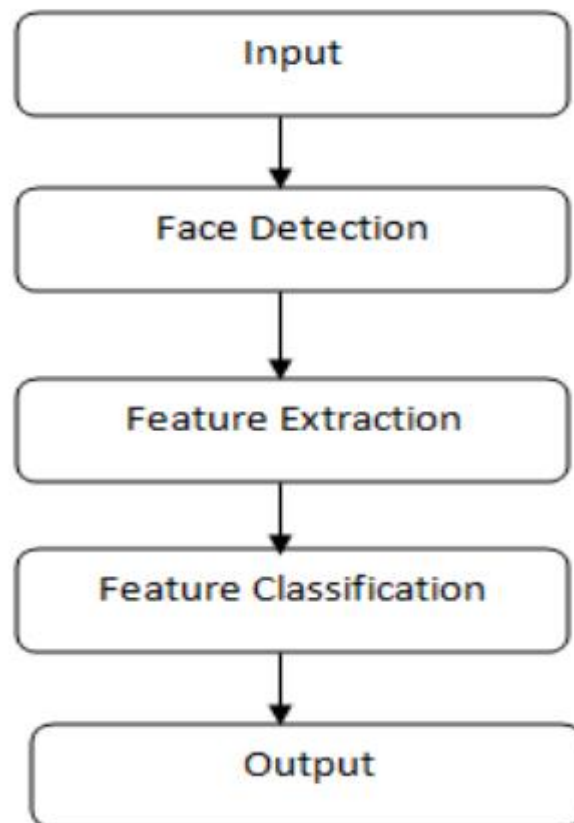 Input
Face Detection
Feature Extraction
Feature Classification
Output